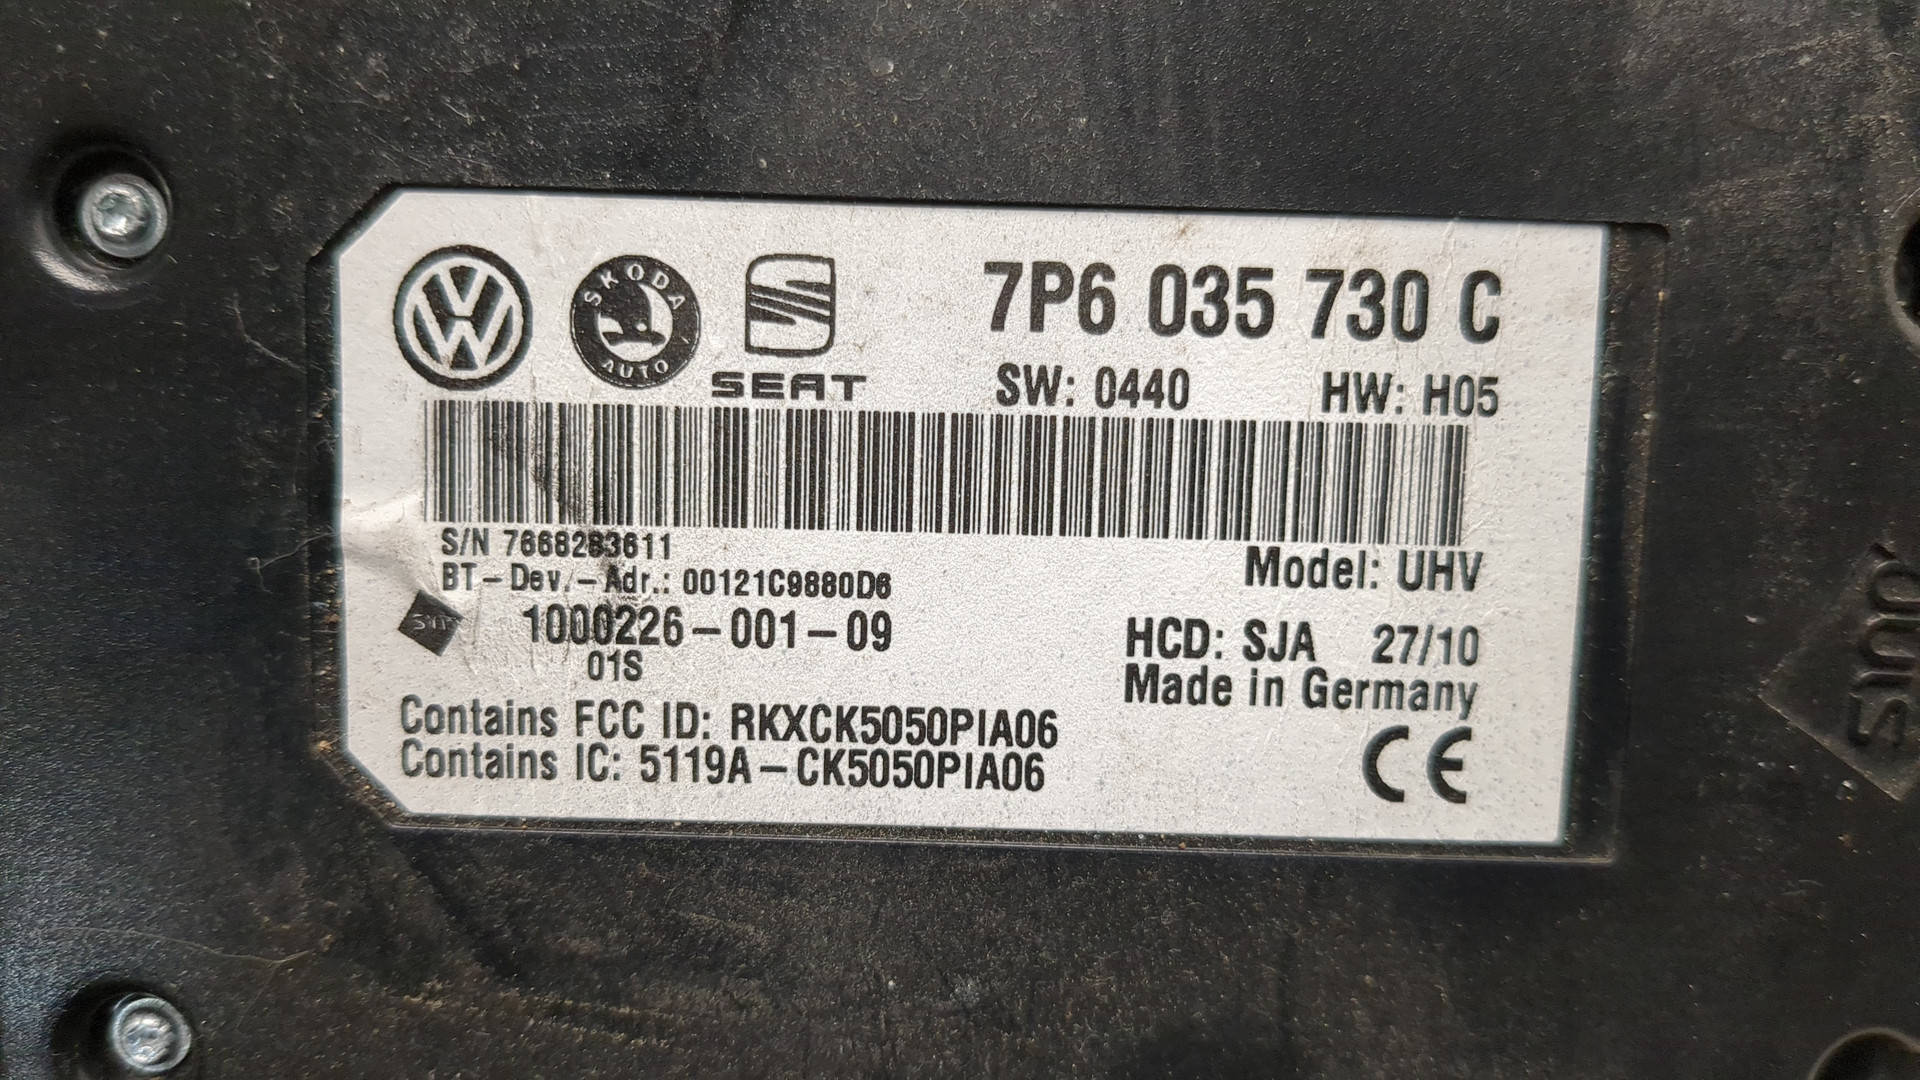 SKODA
AUTO
SEAT
7P6 035 730 C
SW: 0440 HW: H05
S/N 7668283611
BT-Dev.-Adr.: 00121C9880D6
Model: UHV
1000226-001-09
01S
HCD: SJA 27/10
Made in Germany
Contains FCC ID: RKXCK5050PIA06
Contains IC: 5119A-CK5050PIA06
CE